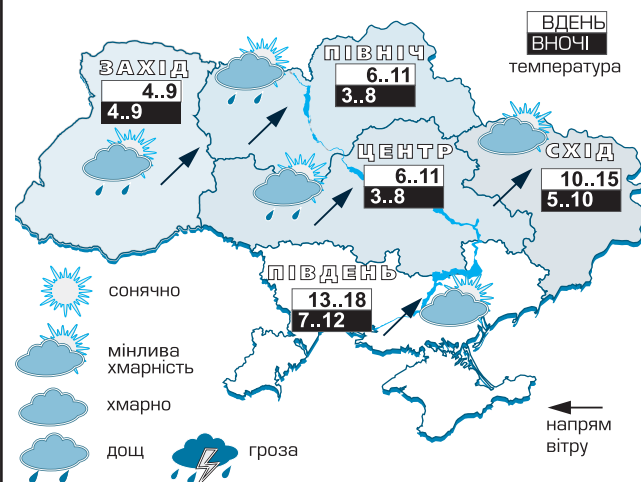 ВДЕНЬ
ВНОЧІ
температура
ЗАХІД
4..9
4..9
ПІВНІЧ
6..11
3..8
ЦЕНТР
6..11
3..8
СХІД
10..15
5..10
ПІВДЕНЬ
13..18
7..12
сонячно
мінлива
хмарність
хмарно
дощ
гроза
напрям
вітру